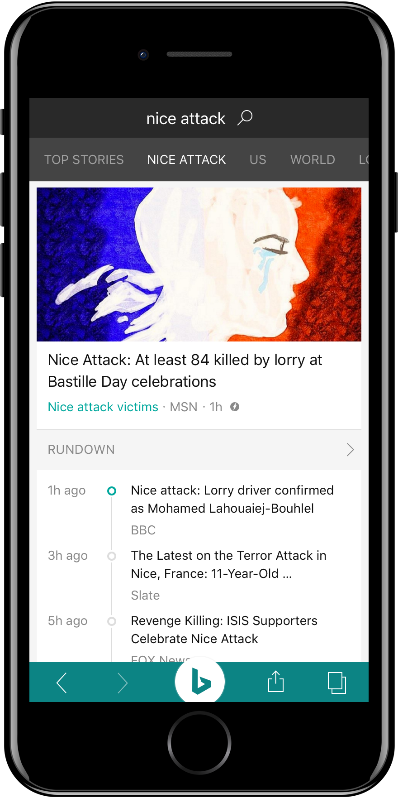 nice attack
TOP STORIES NICE ATTACK US WORLD LO
Nice Attack: At least 84 killed by lorry at
Bastille Day celebrations
Nice attack victims · MSN · 1h
RUNDOWN
1h ago Nice attack: Lorry driver confirmed
as Mohamed Lahouaiej-Bouhlel
BBC
3h ago The Latest on the Terror Attack in
Nice, France: 11-Year-Old ...
Slate
5h ago Revenge Killing: ISIS Supporters
Celebrate Nice Attack
FOX News